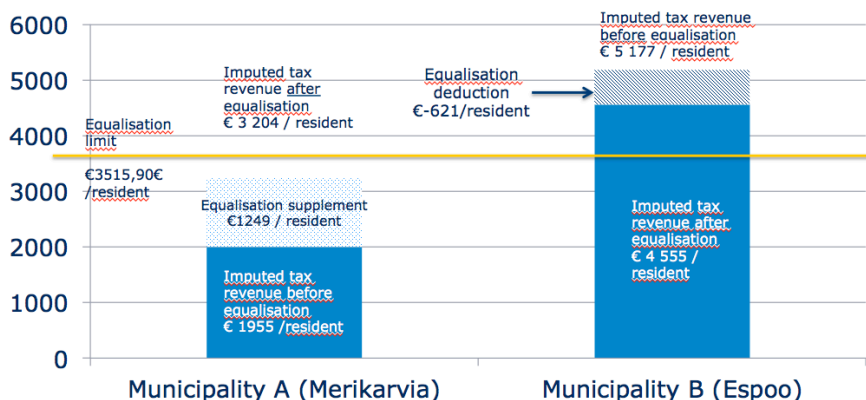 6000
5000
4000
3000
2000
1000
0
Equalisation
limit
€3515,90€
/resident
Imputed tax
revenue after
equalisation
€ 3 204 / resident
Equalisation supplement
€1249 / resident
Imputed tax
revenue before
equalisation
€ 1955 /resident
Equalisation
deduction
€-621/resident
Imputed tax revenue
before equalisation
€ 5 177 / resident
Imputed tax
revenue after
equalisation
€ 4 555 /
resident
Municipality A (Merikarvia)
Municipality B (Espoo)